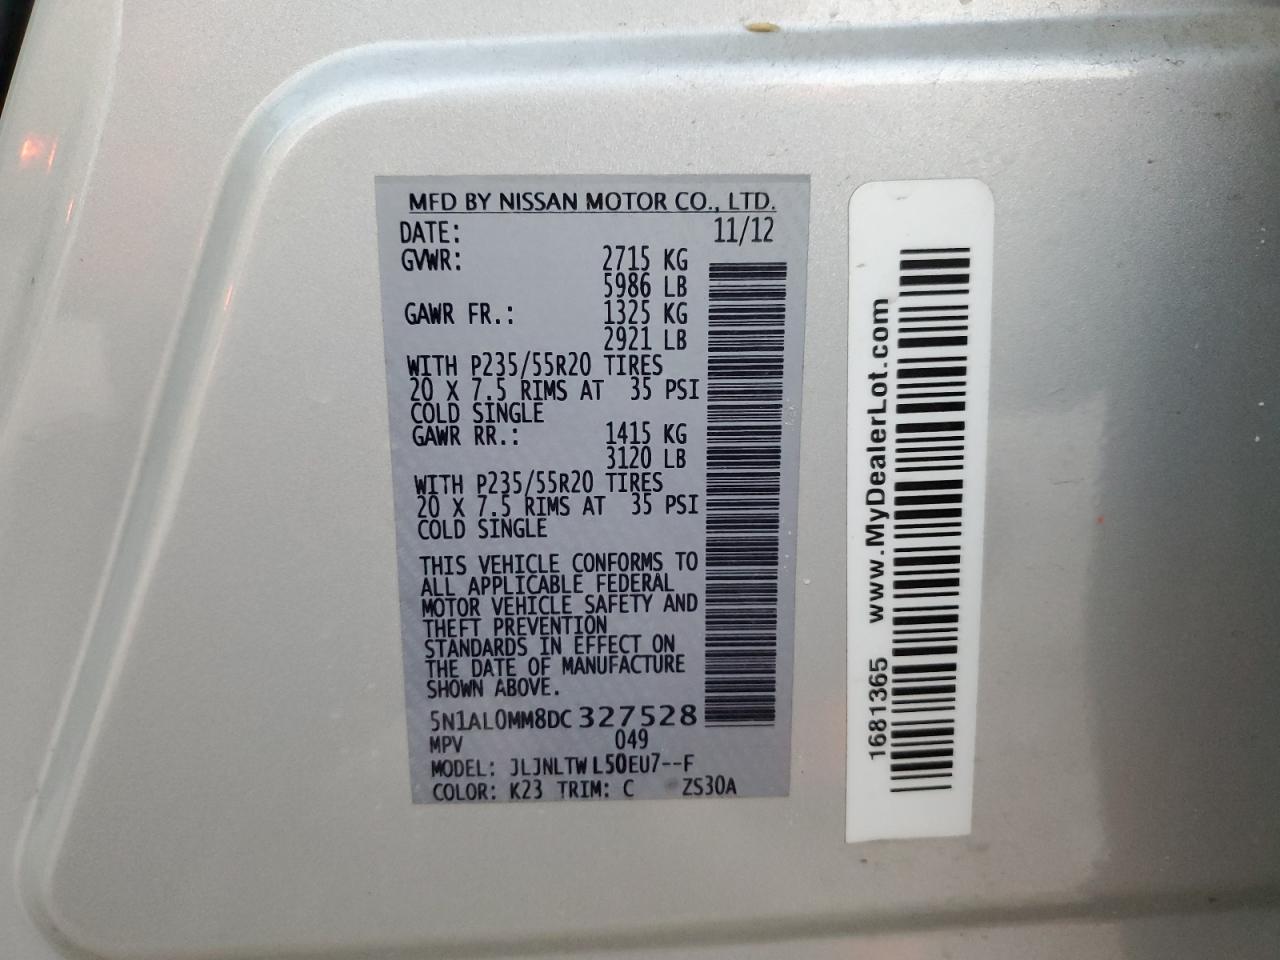 MFD BY NISSAN MOTOR CO., LTD.
DATE: 11/12
GVWR: 2715 KG
5986 LB
GAWR FR.: 1325 KG
2921 LB
WITH P235/55R20 TIRES
20 X 7.5 RIMS AT 35 PSI
COLD SINGLE
GAWR RR.: 1415 KG
3120 LB
WITH P235/55R20 TIRES
20 X 7.5 RIMS AT 35 PSI
COLD SINGLE
THIS VEHICLE CONFORMS TO
ALL APPLICABLE FEDERAL
MOTOR VEHICLE SAFETY AND
THEFT PREVENTION
STANDARDS IN EFFECT ON
THE DATE OF MANUFACTURE
SHOWN ABOVE.
5N1AL0MM8DC327528
MPV 049
MODEL: JLJNLTWL50EU7--F
COLOR: K23 TRIM: C ZS30A
1681365 www.MyDealerLot.com